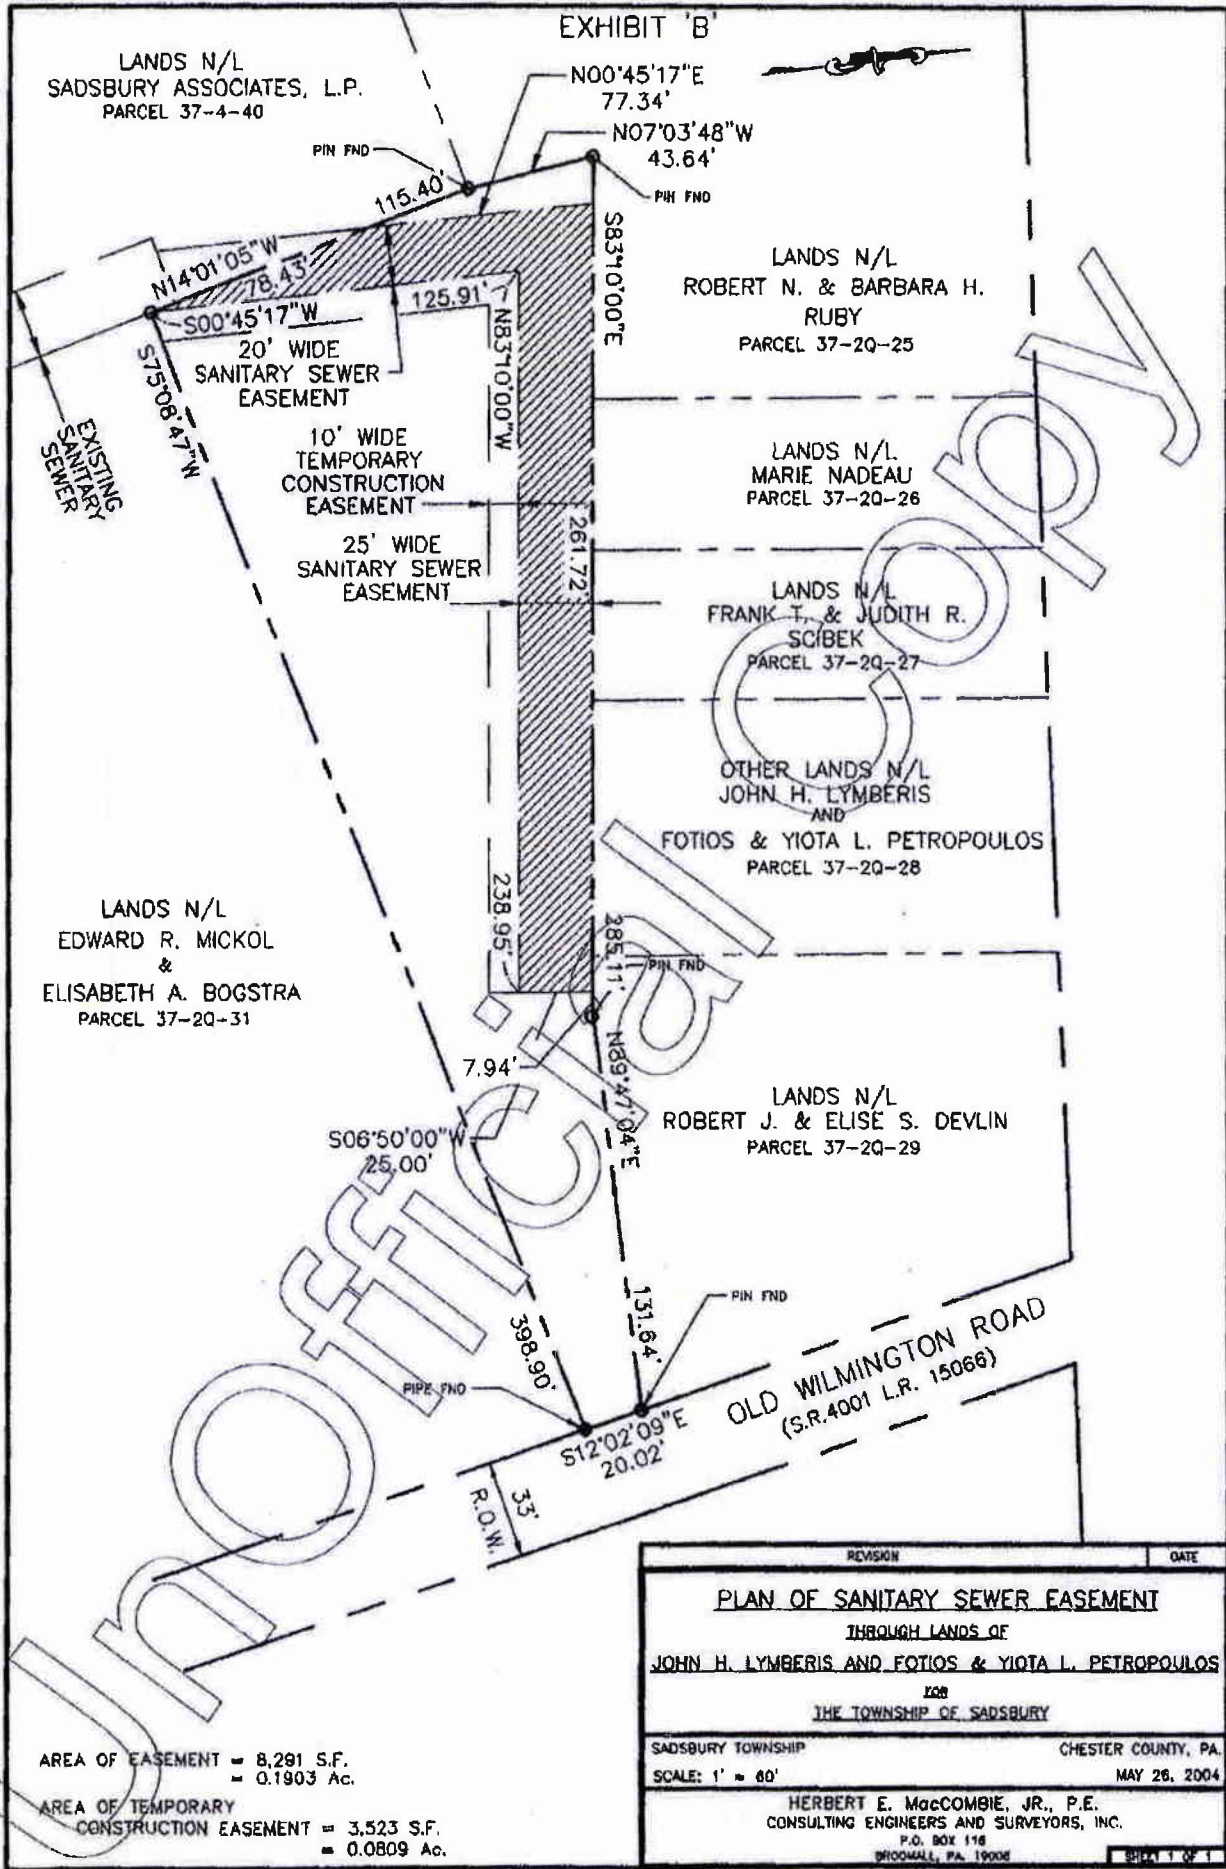 EXHIBIT 'B'
LANDS N/L
SADSBURY ASSOCIATES, L.P.
PARCEL 37-4-40
N00°45'17"E
77.34'
N07°03'48"W
43.64'
PIN FND
PIN FND
115.40'
N14°01'05"W
78.43'
S83°10'00"E
LANDS N/L
ROBERT N. & BARBARA H.
RUBY
PARCEL 37-2Q-25
S00°45'17"W
125.91'
N83°10'00"W
20' WIDE
SANITARY SEWER
EASEMENT
S75°08'47"W
EXISTING
SANITARY
SEWER
10' WIDE
TEMPORARY
CONSTRUCTION
EASEMENT
LANDS N/L
MARIE NADEAU
PARCEL 37-2Q-26
25' WIDE
SANITARY SEWER
EASEMENT
261.72'
LANDS N/L
FRANK T. & JUDITH R.
SCIBEK
PARCEL 37-2Q-27
OTHER LANDS N/L
JOHN H. LYMBERIS
AND
FOTIOS & YIOTA L. PETROPOULOS
PARCEL 37-2Q-28
238.95'
285.11'
PIN FND
LANDS N/L
EDWARD R. MICKOL
&
ELISABETH A. BOGSTRA
PARCEL 37-2Q-31
7.94'
N89°47'04"E
LANDS N/L
ROBERT J. & ELISE S. DEVLIN
PARCEL 37-2Q-29
S06°50'00"W
25.00'
131.64'
PIN FND
398.90'
PIPE FND
OLD WILMINGTON ROAD
(S.R.4001 L.R. 15066)
S12°02'09"E
20.02'
33'
R.O.W.
Unofficial Copy
REVISION DATE
PLAN OF SANITARY SEWER EASEMENT
THROUGH LANDS OF
JOHN H. LYMBERIS AND FOTIOS & YIOTA L. PETROPOULOS
FOR
THE TOWNSHIP OF SADSBURY
SADSBURY TOWNSHIP CHESTER COUNTY, PA.
SCALE: 1" = 60' MAY 26, 2004
HERBERT E. MacCOMBIE, JR., P.E.
CONSULTING ENGINEERS AND SURVEYORS, INC.
P.O. BOX 118
BROOMALL, PA. 19008
SHEET 1 OF 1
AREA OF EASEMENT = 8,291 S.F.
= 0.1903 Ac.
AREA OF TEMPORARY
CONSTRUCTION EASEMENT = 3,523 S.F.
= 0.0809 Ac.